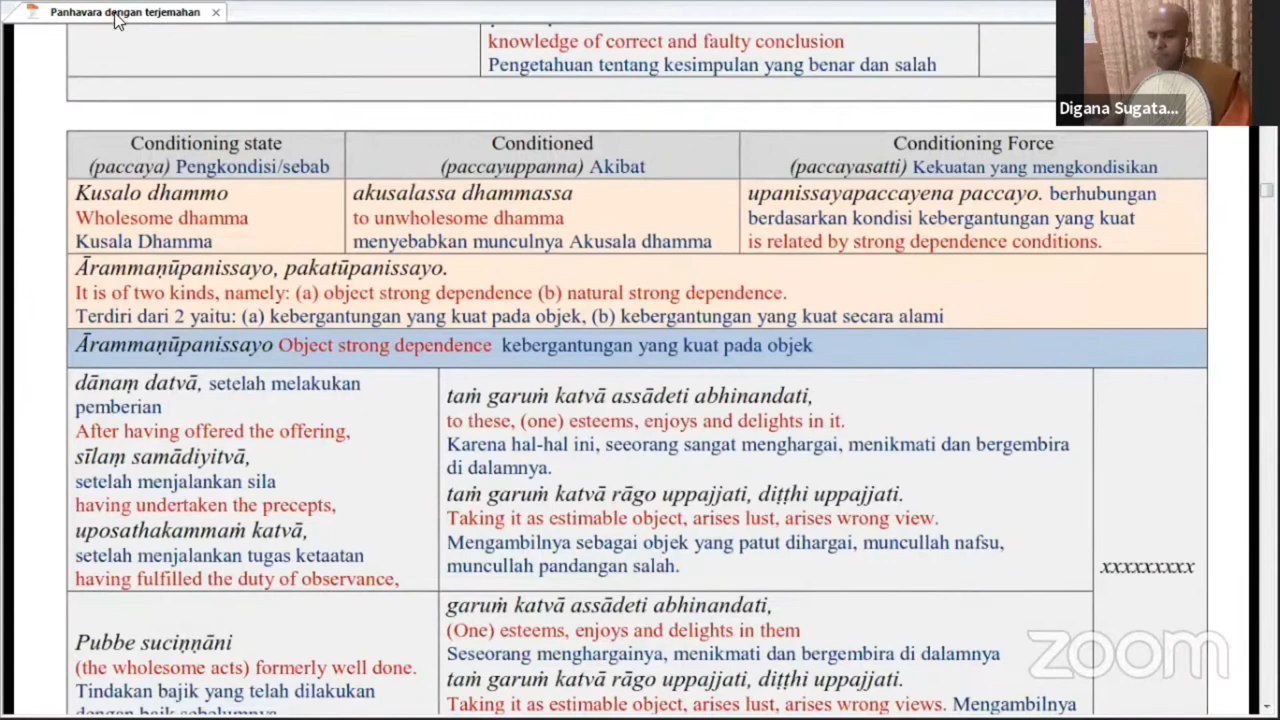 Panhavara dengan terjemahan
knowledge of correct and faulty conclusion
Pengetahuan tentang kesimpulan yang benar dan salah
Digana Sugata...
Conditioning state
(paccaya) Pengkondisi/sebab
Conditioned
(paccayuppanna) Akibat
Conditioning Force
(paccayasatti) Kekuatan yang mengkondisikan
Kusalo dhammo
Wholesome dhamma
Kusala Dhamma
akusalassa dhammassa
to unwholesome dhamma
menyebabkan munculnya Akusala dhamma
upanissayapaccayena paccayo. berhubungan
berdasarkan kondisi kebergantungan yang kuat
is related by strong dependence conditions.
Ārammaṇūpanissayo, pakatūpanissayo.
It is of two kinds, namely: (a) object strong dependence (b) natural strong dependence.
Terdiri dari 2 yaitu: (a) kebergantungan yang kuat pada objek, (b) kebergantungan yang kuat secara alami
Ārammaṇūpanissayo Object strong dependence kebergantungan yang kuat pada objek
dānaṃ datvā, setelah melakukan
pemberian
After having offered the offering,
sīlaṃ samādiyitvā,
setelah menjalankan sila
having undertaken the precepts,
uposathakammaṁ katvā,
setelah menjalankan tugas ketaatan
having fulfilled the duty of observance,
taṁ garuṁ katvā assādeti abhinandati,
to these, (one) esteems, enjoys and delights in it.
Karena hal-hal ini, seeorang sangat menghargai, menikmati dan bergembira
di dalamnya.
taṁ garuṁ katvā rāgo uppajjati, diṭṭhi uppajjati.
Taking it as estimable object, arises lust, arises wrong view.
Mengambilnya sebagai objek yang patut dihargai, muncullah nafsu,
muncullah pandangan salah.
xxxxxxxxx
Pubbe suciṇṇāni
(the wholesome acts) formerly well done.
Tindakan bajik yang telah dilakukan
dengan baik sebelumnya
garuṁ katvā assādeti abhinandati,
(One) esteems, enjoys and delights in them
Seseorang menghargainya, menikmati dan bergembira di dalamnya
taṁ garuṁ katvā rāgo uppajjati, diṭṭhi uppajjati.
Taking it as estimable object, arises lust, arises wrong views. Mengambilnya
zoom